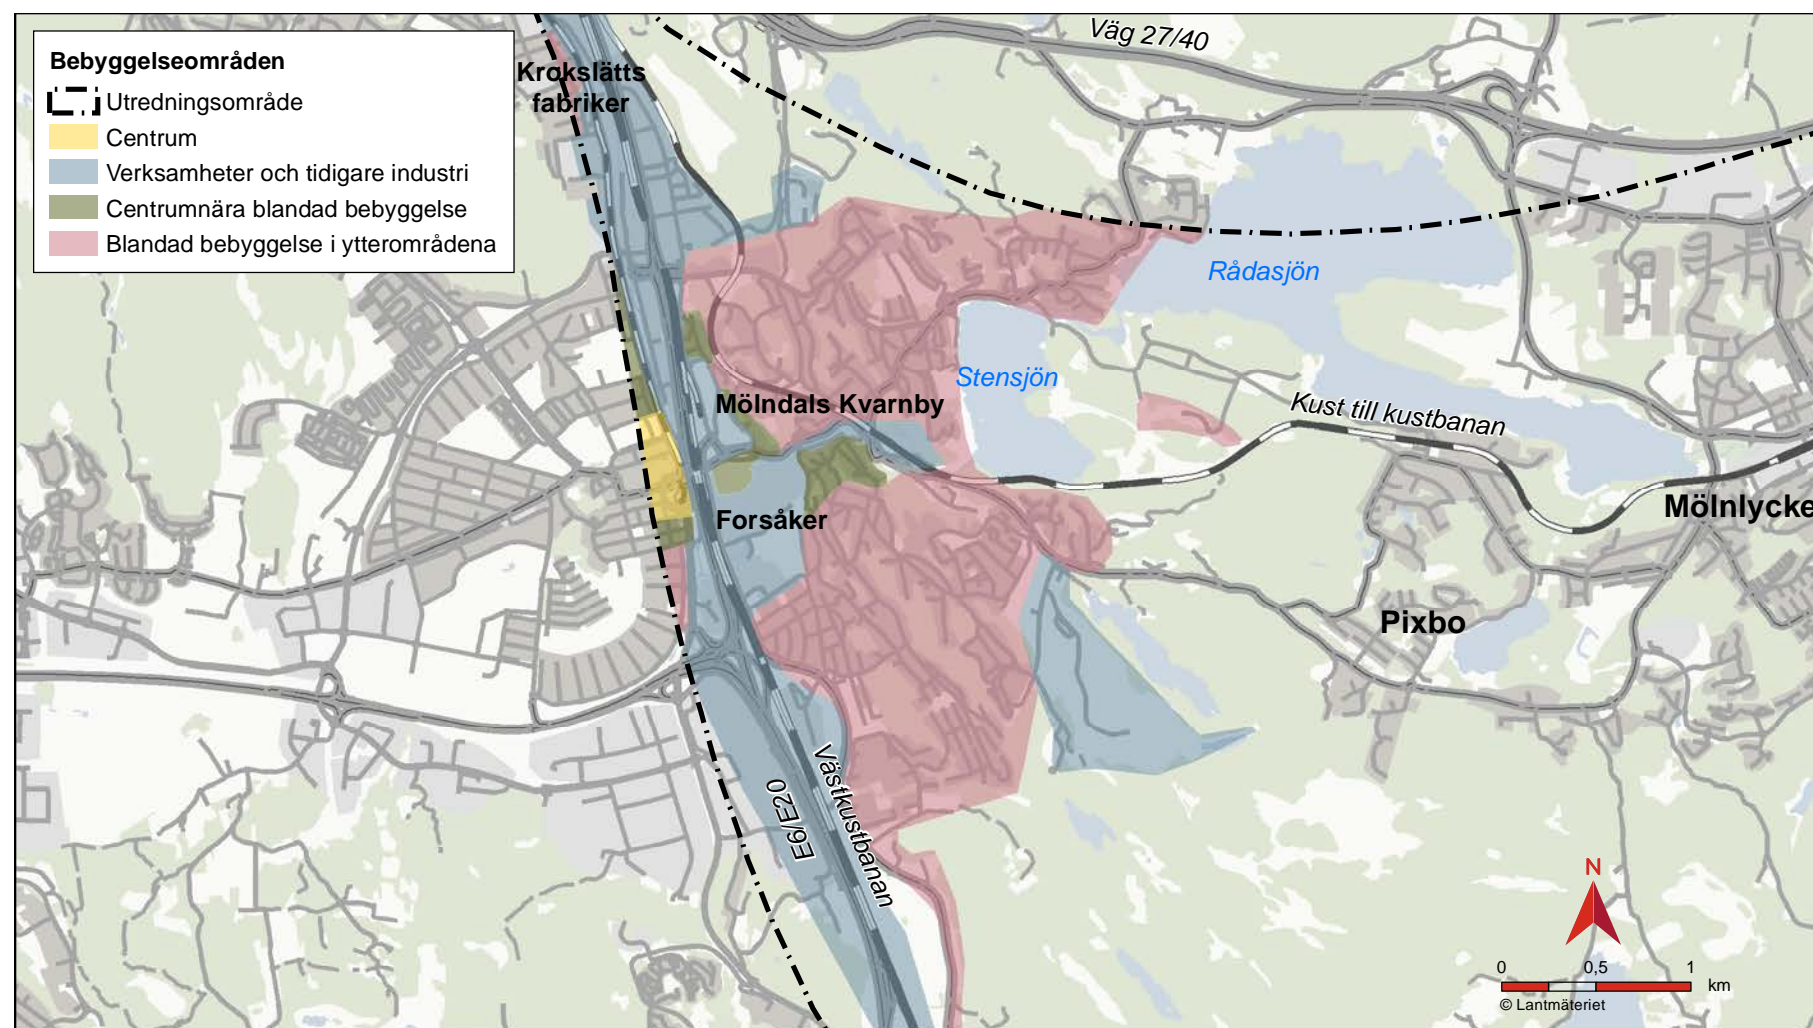 Bebyggelseområden
Utredningsområde
Centrum
Verksamheter och tidigare industri
Centrumnära blandad bebyggelse
Blandad bebyggelse i ytterområdena
Krokslätts
fabriker
Väg 27/40
Rådasjön
Stensjön
Mölndals Kvarnby
Kust till kustbanan
Mölnlycke
Forsåker
Pixbo
E6/E20
Västkustbanan
N
0 0,5 1
km
© Lantmäteriet